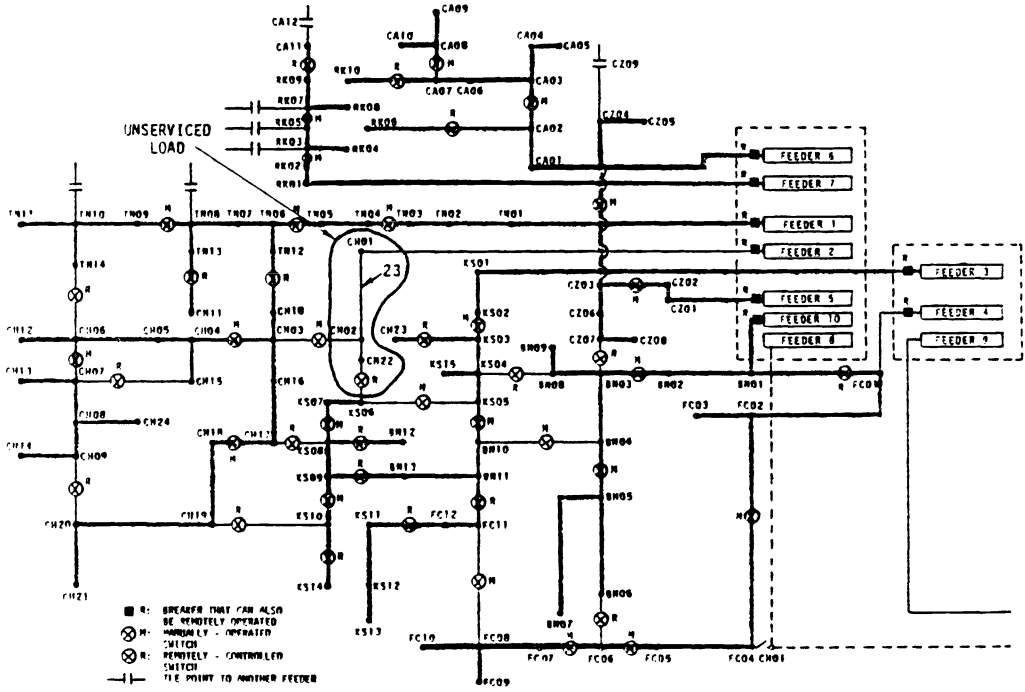 CA09
CA12
CA10
CA04
CA05
CA11
CA08
R
M
CZ09
RK10
R
RK09
CA07 CA06
CA03
RK07
RK08
M
M
RK06
R
CZ04
CZ05
UNSERVICED
LOAD
RK05
CA02
RK03
RK04
M
RK02
CA01
R
FEEDER 6
RK01
R
FEEDER 7
M
TN11
TN10
TN09
M
TN08
TN07
TN06
M
TN05
TN04
M
TN03
TN02
TN01
R
FEEDER 1
TN13
TN12
CH01
R
FEEDER 2
TN14
KS01
R
FEEDER 3
R
R
23
CZ03
CZ02
M
R
R
CZ01
FEEDER 5
R
FEEDER 4
CH11
CH10
KS02
CZ06
R
FEEDER 10
CH12
CH06
CH05
CH04
M
CH03
M
CH02
CH23
R
M
KS03
CZ07
CZ08
FEEDER 8
FEEDER 9
M
BN09
CH13
CH07
R
CH15
CH16
CH22
R
KS15
KS04
R
BN08
R
BN03
M
BN02
BN01
R
FC01
KS07
KS06
M
KS05
FC03
FC02
CH08
CH24
M
CH14
CH09
CH18
M
CH17
R
KS08
R
BN12
BN10
M
BN04
KS09
R
BN13
BN11
M
R
M
R
BN05
CH20
CH19
R
KS10
KS11
R
FC12
FC11
M
R
M
CH21
KS14
KS12
BN06
R: BREAKER THAT CAN ALSO
BE REMOTELY OPERATED
KS13
BN07
R
M: MANUALLY - OPERATED
SWITCH
FC10
FC08
M
M
R: REMOTELY - CONTROLLED
SWITCH
FC07
FC06
FC05
FC04 CH01
TIE POINT TO ANOTHER FEEDER
FC09